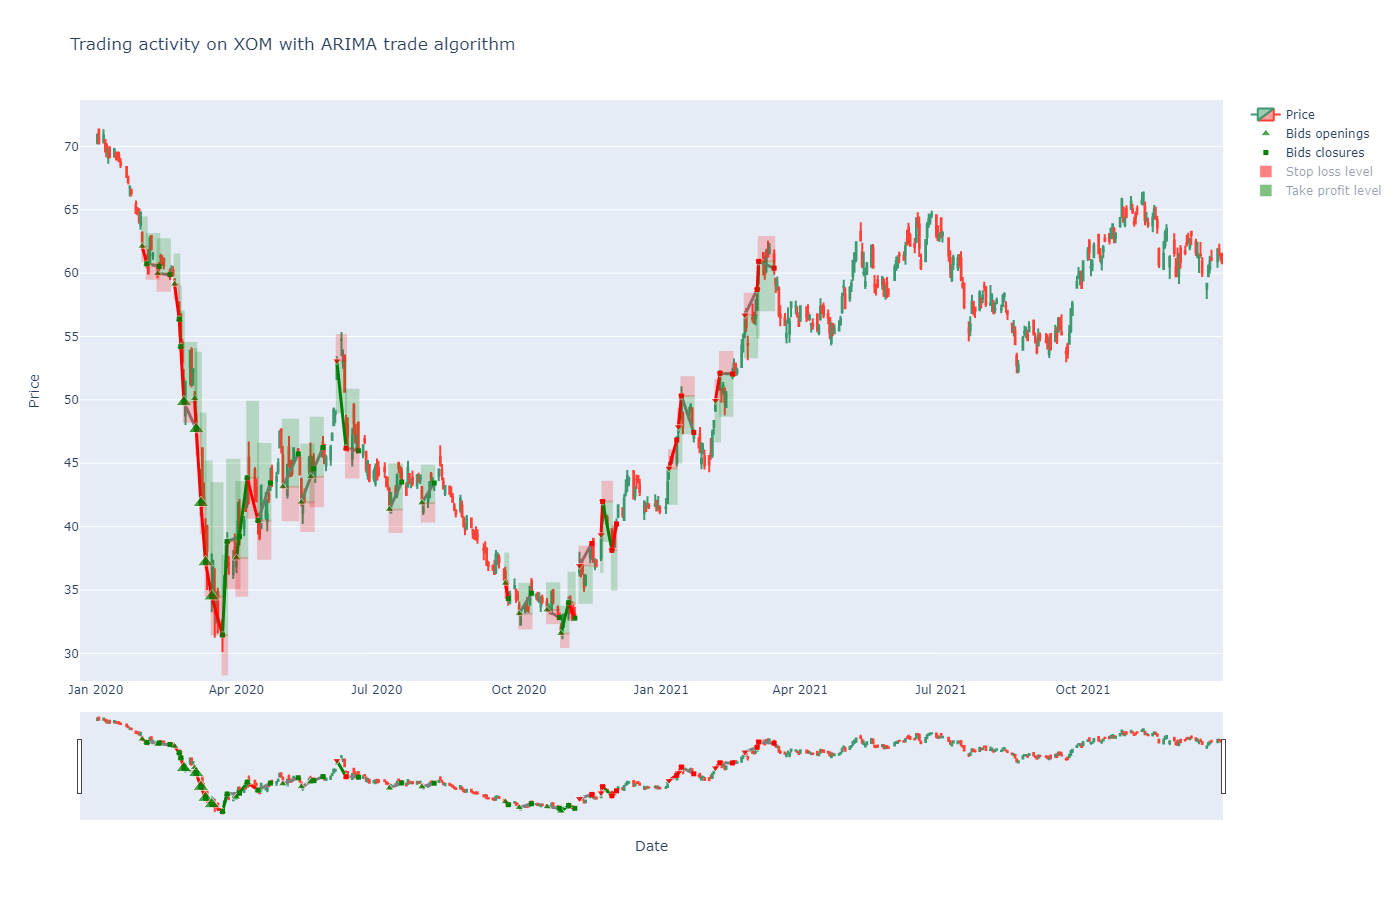 Trading activity on XOM with ARIMA trade algorithm
Price
Bids openings
Bids closures
Stop loss level
Take profit level
Price
70
65
60
55
50
45
40
35
30
Jan 2020
Apr 2020
Jul 2020
Oct 2020
Jan 2021
Apr 2021
Jul 2021
Oct 2021
Date